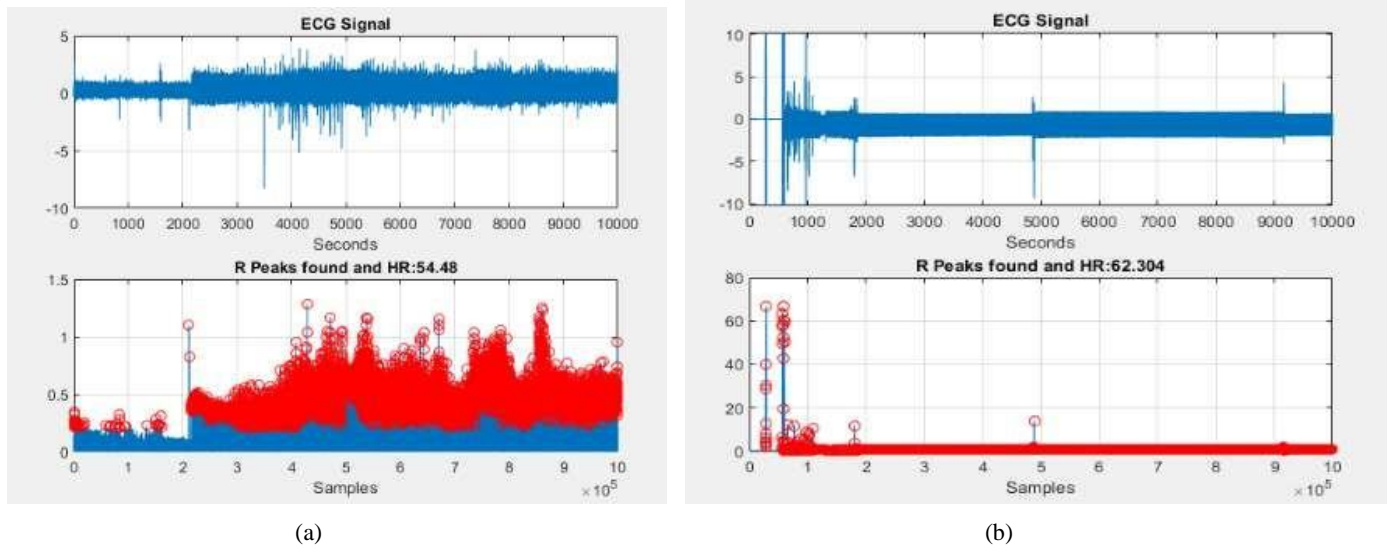 ECG Signal
5
0
-5
-10
0 1000 2000 3000 4000 5000 6000 7000 8000 9000 10000
Seconds
R Peaks found and HR:54.48
1.5
1
0.5
0
0 1 2 3 4 5 6 7 8 9 10
Samples
×10^5
(a)
ECG Signal
10
5
0
-5
-10
0 1000 2000 3000 4000 5000 6000 7000 8000 9000 10000
Seconds
R Peaks found and HR:62.304
80
60
40
20
0
0 1 2 3 4 5 6 7 8 9 10
Samples
×10^5
(b)